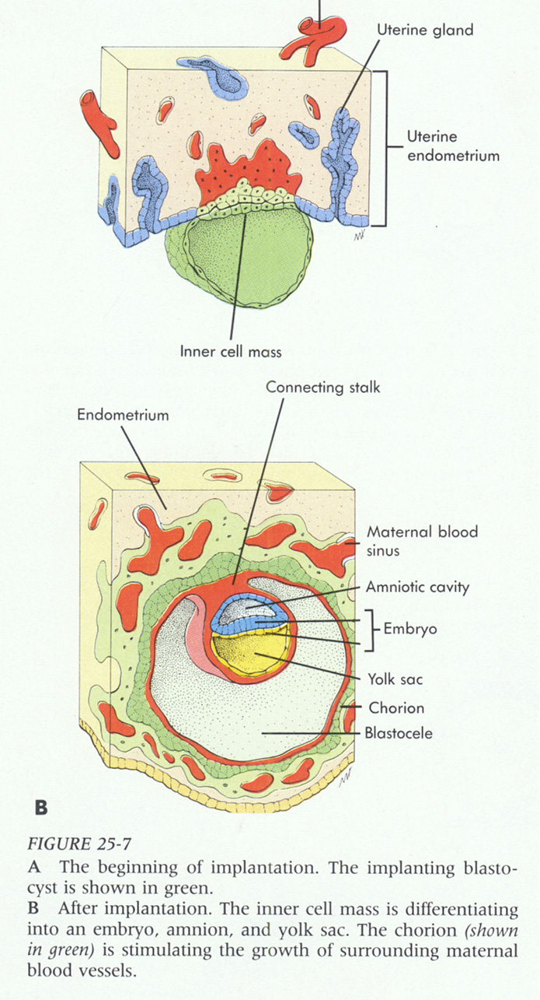 Uterine gland
Uterine
endometrium
Inner cell mass
Connecting stalk
Endometrium
Maternal blood
sinus
Amniotic cavity
Embryo
Yolk sac
Chorion
Blastocele
B
FIGURE 25-7
A The beginning of implantation. The implanting blasto-
cyst is shown in green.
B After implantation. The inner cell mass is differentiating
into an embryo, amnion, and yolk sac. The chorion (shown
in green) is stimulating the growth of surrounding maternal
blood vessels.